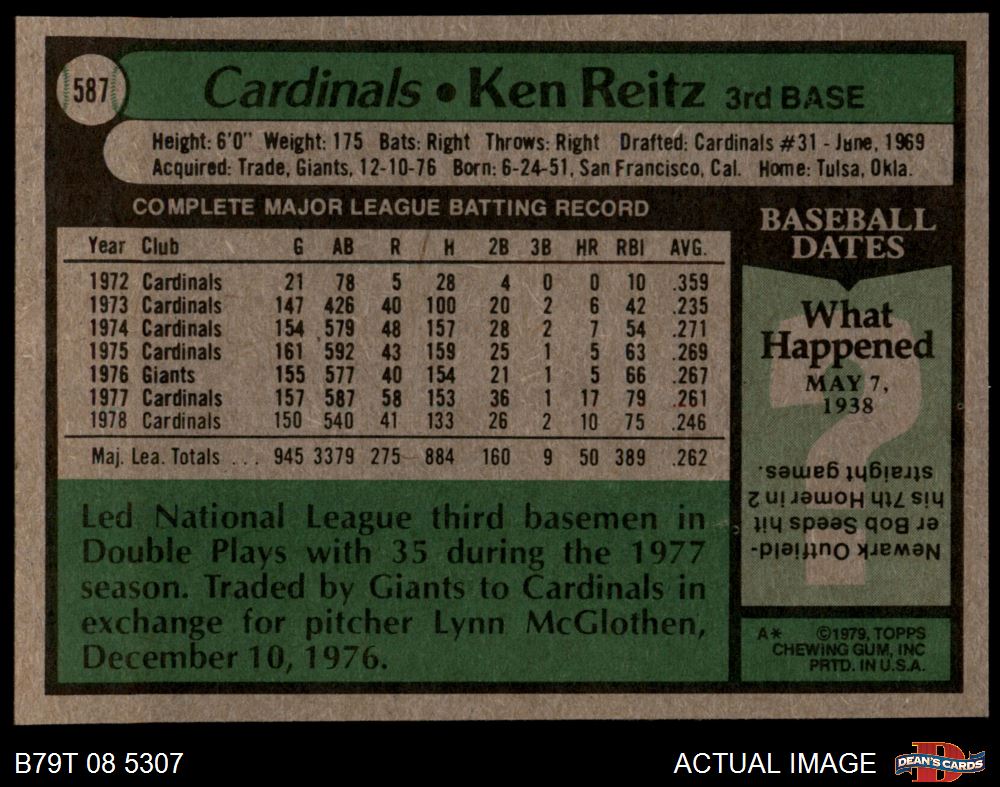 587
Cardinals • Ken Reitz 3rd BASE
Height: 6'0" Weight: 175 Bats: Right Throws: Right Drafted: Cardinals #31 - June, 1969
Acquired: Trade, Giants, 12-10-76 Born: 6-24-51, San Francisco, Cal. Home: Tulsa, Okla.
COMPLETE MAJOR LEAGUE BATTING RECORD
Year Club G AB R H 2B 3B HR RBI AVG.
1972 Cardinals 21 78 5 28 4 0 0 10 .359
1973 Cardinals 147 426 40 100 20 2 6 42 .235
1974 Cardinals 154 579 48 157 28 2 7 54 .271
1975 Cardinals 161 592 43 159 25 1 5 63 .269
1976 Giants 155 577 40 154 21 1 5 66 .267
1977 Cardinals 157 587 58 153 36 1 17 79 .261
1978 Cardinals 150 540 41 133 26 2 10 75 .246
Maj. Lea. Totals ... 945 3379 275 884 160 9 50 389 .262
Led National League third basemen in
Double Plays with 35 during the 1977
season. Traded by Giants to Cardinals in
exchange for pitcher Lynn McGlothen,
December 10, 1976.
BASEBALL
DATES
What
Happened
MAY 7,
1938
?
Newark Outfield-
er Bob Seeds hit
his 7th Homer in 2
straight games.
A* ©1979, TOPPS
CHEWING GUM, INC
PRTD. IN U.S.A.
B79T 08 5307
ACTUAL IMAGE
DEAN'S CARDS